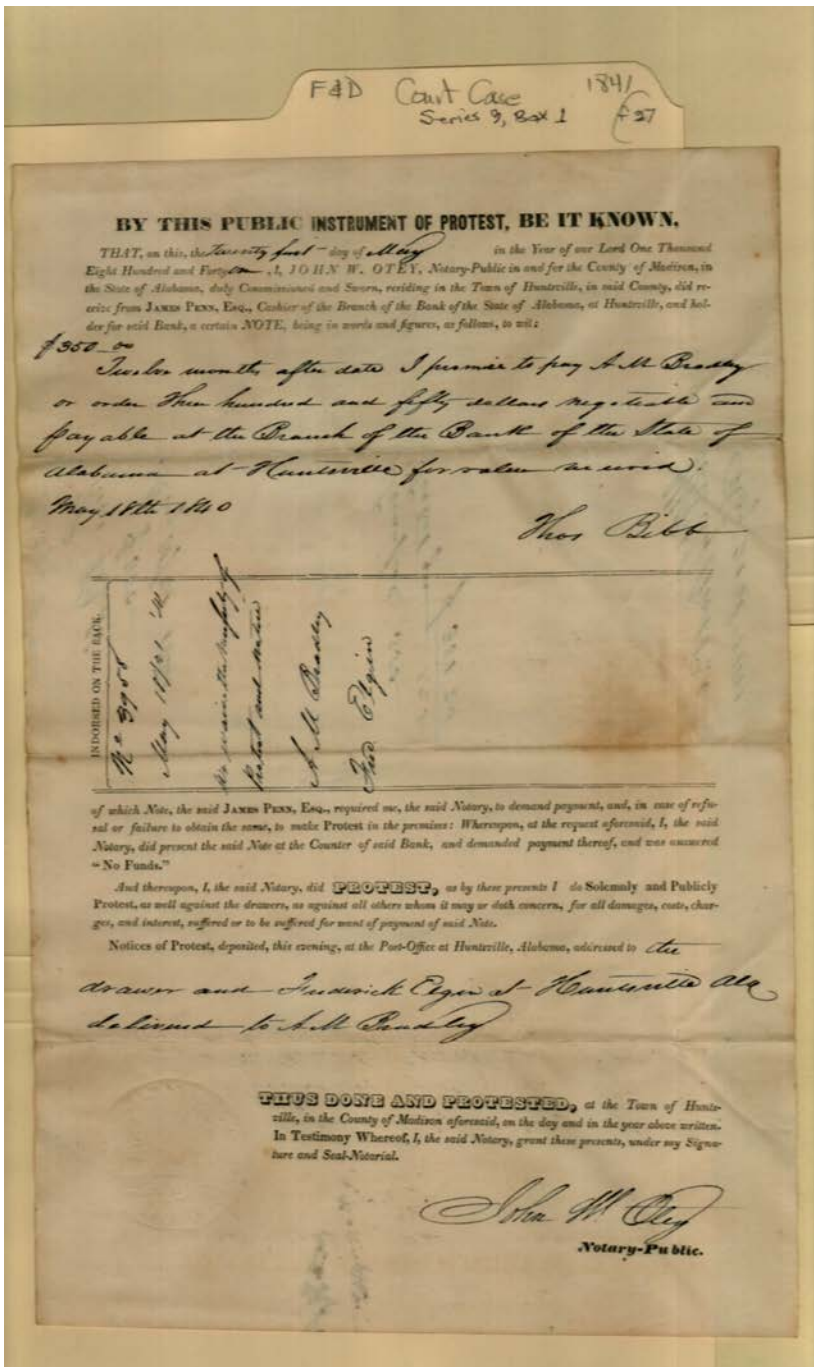 F&D Court Case 1841
Series 9, Box 1 f 27
BY THIS PUBLIC INSTRUMENT OF PROTEST, BE IT KNOWN,
THAT, on this, the twenty first day of May in the Year of our Lord One Thousand
Eight Hundred and Forty one, I, JOHN W. OTEY, Notary-Public in and for the County of Madison, in
the State of Alabama, duly Commissioned and Sworn, residing in the Town of Huntsville, in said County, did re-
ceive from JAMES PENN, ESQ., Cashier of the Branch of the Bank of the State of Alabama, at Huntsville, and hol-
der for said Bank, a certain NOTE, being in words and figures, as follows, to wit:
$350_00
Twelve months after date I promise to pay A M Bradley
or order Three hundred and fifty dollars negotiable and
payable at the Branch of the Bank of the State of
Alabama at Huntsville for value received.
May 18th 1840
Thos Bibb
INDORSED ON THE BACK.
No 3958
May 18/21 '41
We waive the necessity of
Protest and notice
A M Bradley
Fred Elgin
of which Note, the said JAMES PENN, ESQ., required me, the said Notary, to demand payment, and, in case of refu-
sal or failure to obtain the same, to make Protest in the premises: Whereupon, at the request aforesaid, I, the said
Notary, did present the said Note at the Counter of said Bank, and demanded payment thereof, and was answered
"No Funds."
And thereupon, I, the said Notary, did PROTEST, as by these presents I do Solemnly and Publicly
Protest, as well against the drawers, as against all others whom it may or doth concern, for all damages, costs, char-
ges, and interest, suffered or to be suffered for want of payment of said Note.
Notices of Protest, deposited, this evening, at the Post-Office at Huntsville, Alabama, addressed to the
drawer and Frederick Elgin at Huntsville Ala
delivered to A M Bradley
THUS DONE AND PROTESTED, at the Town of Hunts-
ville, in the County of Madison aforesaid, on the day and in the year above written.
In Testimony Whereof, I, the said Notary, grant these presents, under my Signa-
ture and Seal-Notarial.
John W. Otey
Notary-Public.